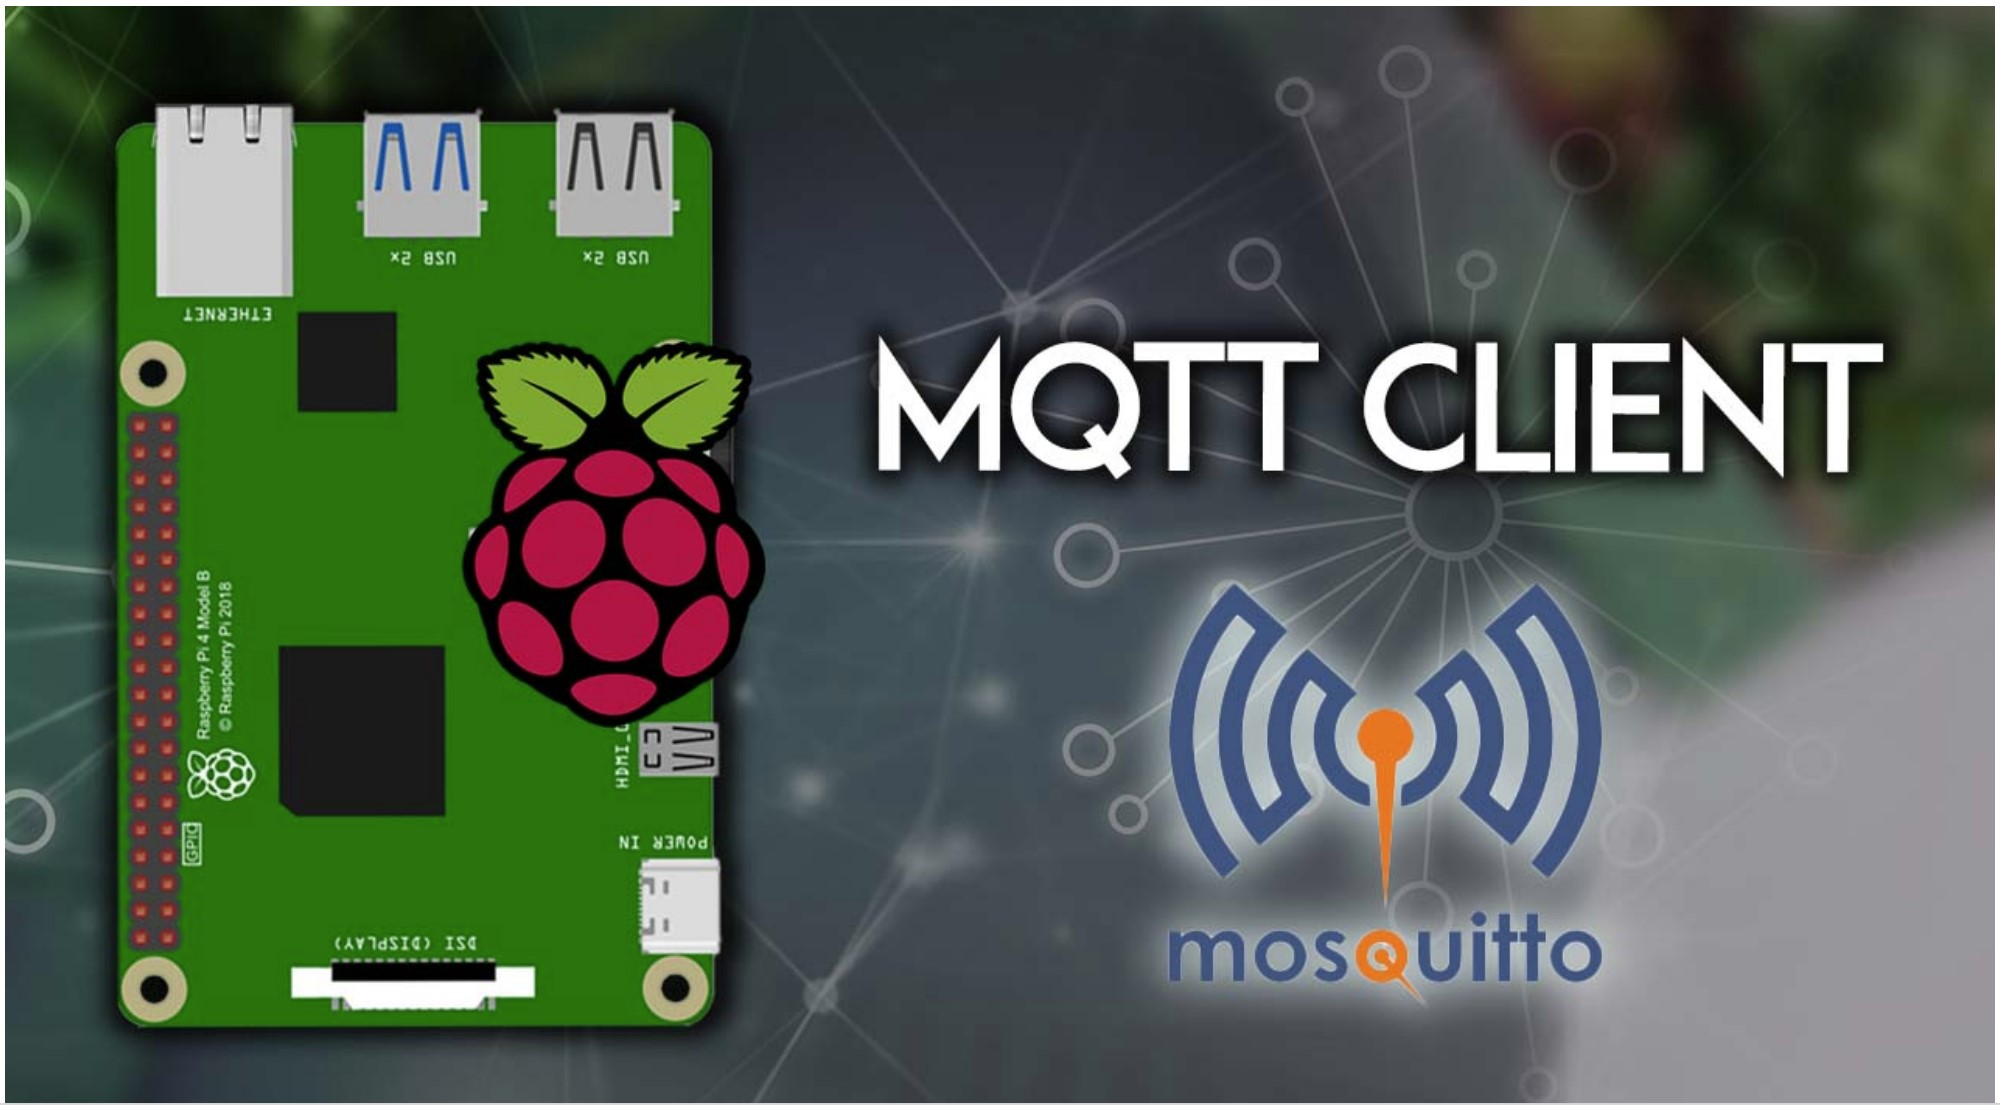 USB 2x
USB 2x
ETHERNET
MQTT CLIENT
Raspberry Pi 4 Model B
© Raspberry Pi 2018
GPIO
POWER IN
DSI (DISPLAY)
mosquitto